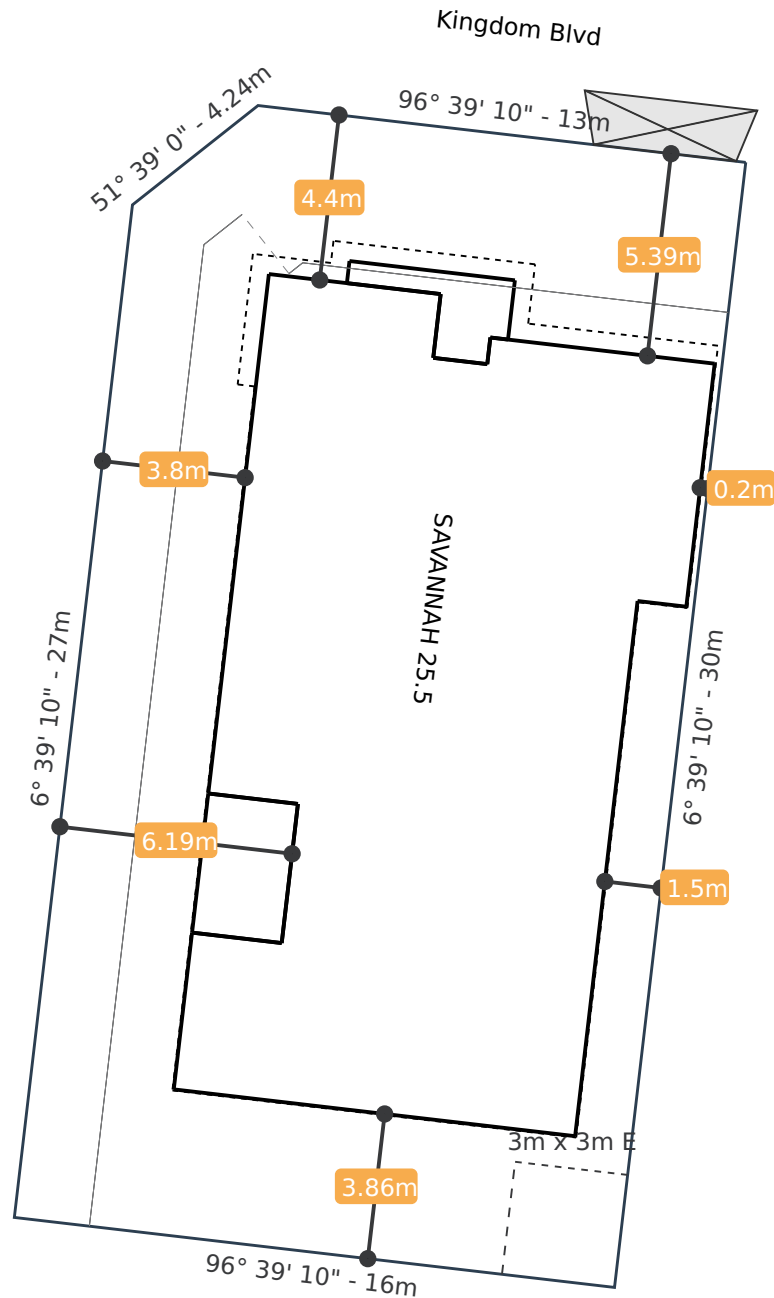 Kingdom Blvd
51° 39' 0" - 4.24m
96° 39' 10" - 13m
4.4m
5.39m
3.8m
0.2m
SAVANNAH 25.5
6° 39' 10" - 27m
6° 39' 10" - 30m
6.19m
1.5m
3m x 3m E
3.86m
96° 39' 10" - 16m